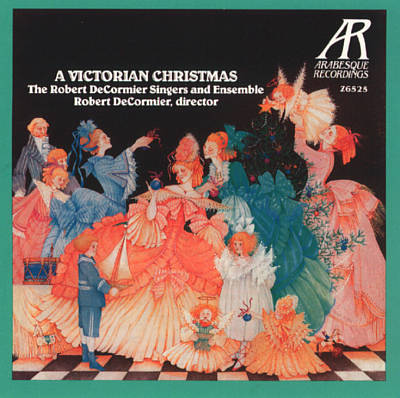 AR
ARABESQUE
RECORDINGS
Z6525
A VICTORIAN CHRISTMAS
The Robert DeCormier Singers and Ensemble
Robert DeCormier, director